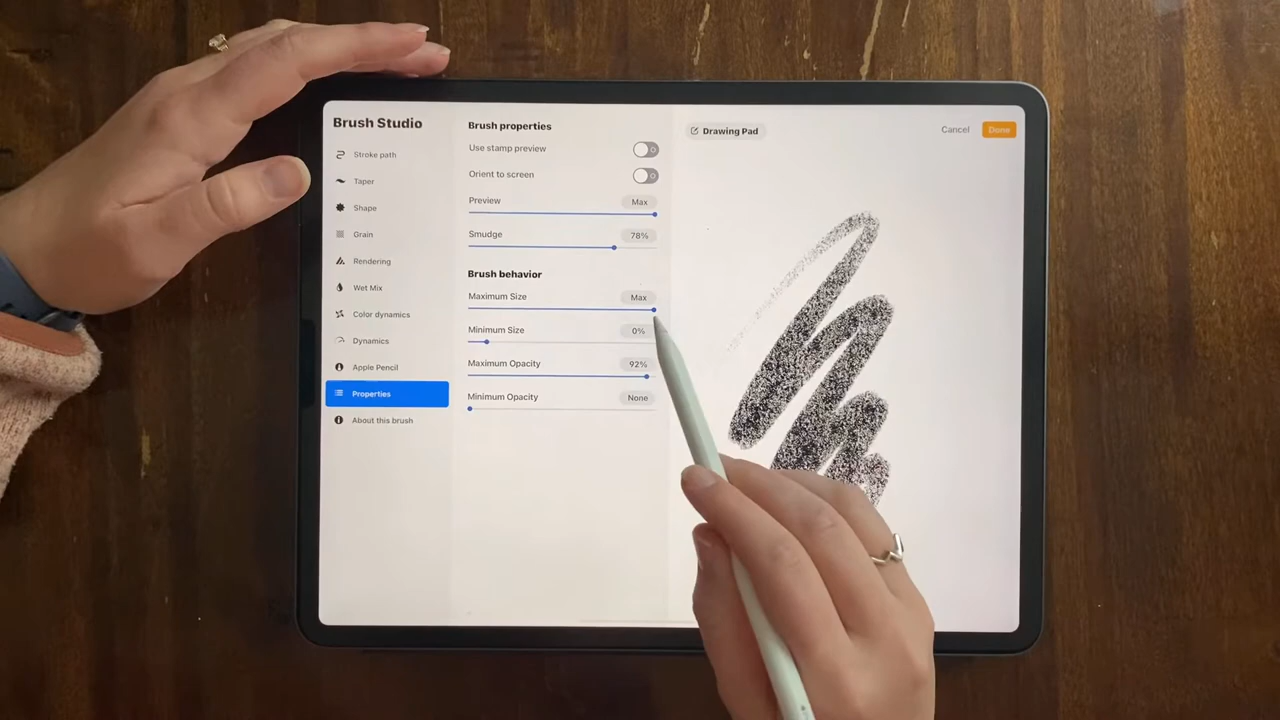 Brush Studio
Stroke path
Taper
Shape
Grain
Rendering
Wet Mix
Color dynamics
Dynamics
Apple Pencil
Properties
About this brush
Brush properties
Use stamp preview
Orient to screen
Preview Max
Smudge 78%
Brush behavior
Maximum Size Max
Minimum Size 0%
Maximum Opacity 92%
Minimum Opacity None
Drawing Pad
Cancel
Done